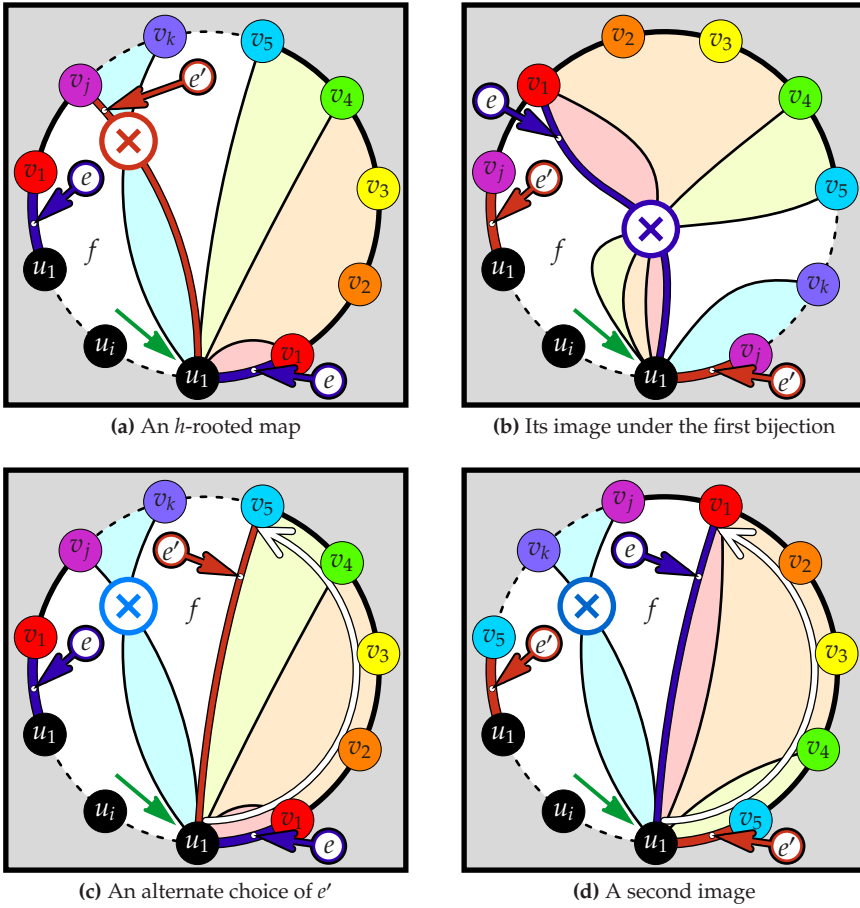 v_k
v_5
v_j
e'
v_4
v_1
e
v_3
f
u_1
v_2
u_i
v_1
u_1
e
(a) An h-rooted map
v_2
v_3
v_1
e
v_4
v_j
e'
v_5
f
u_1
v_k
u_i
v_j
u_1
e'
(b) Its image under the first bijection
v_k
v_5
v_j
e'
v_4
f
v_1
e
v_3
u_1
v_2
u_i
v_1
u_1
e
(c) An alternate choice of e'
v_j
v_1
v_k
e
v_2
f
v_5
e'
v_3
u_1
v_4
u_i
v_5
u_1
e'
(d) A second image